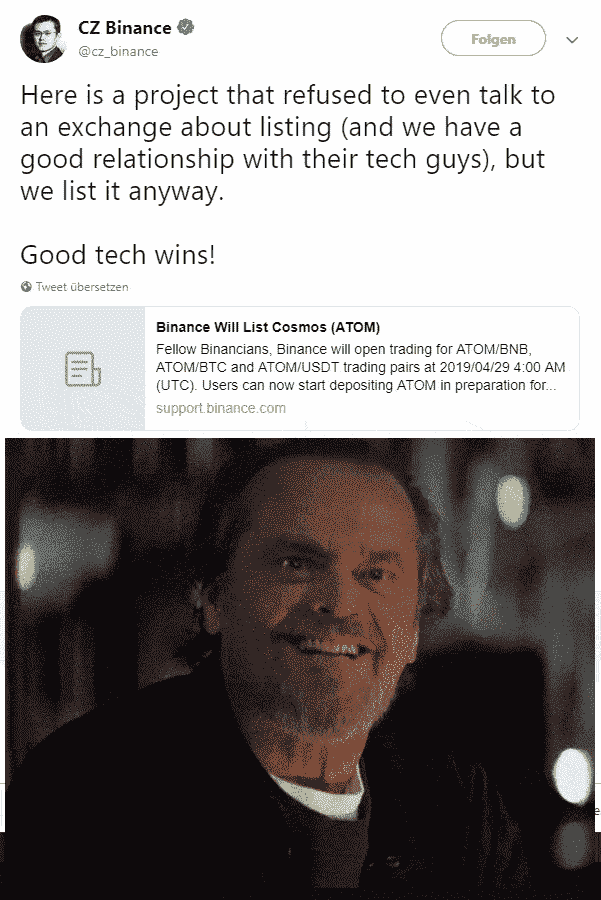 CZ Binance
@cz_binance
Folgen
Here is a project that refused to even talk to
an exchange about listing (and we have a
good relationship with their tech guys), but
we list it anyway.
Good tech wins!
Tweet übersetzen
Binance Will List Cosmos (ATOM)
Fellow Binancians, Binance will open trading for ATOM/BNB,
ATOM/BTC and ATOM/USDT trading pairs at 2019/04/29 4:00 AM
(UTC). Users can now start depositing ATOM in preparation for...
support.binance.com